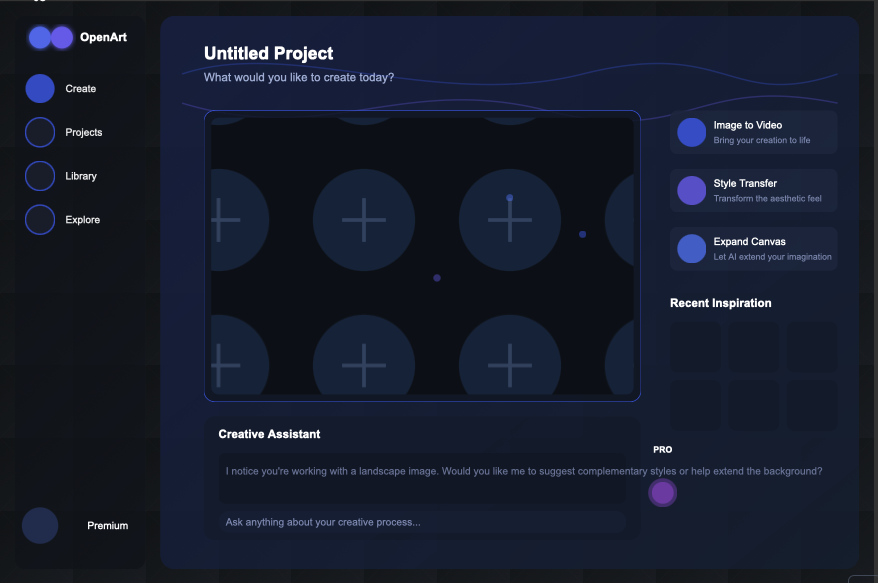 OpenArt
Create
Projects
Library
Explore
Premium
Untitled Project
What would you like to create today?
Image to Video
Bring your creation to life
Style Transfer
Transform the aesthetic feel
Expand Canvas
Let AI extend your imagination
Recent Inspiration
Creative Assistant
I notice you're working with a landscape image. Would you like me to suggest complementary styles or help extend the background?
Ask anything about your creative process...
PRO